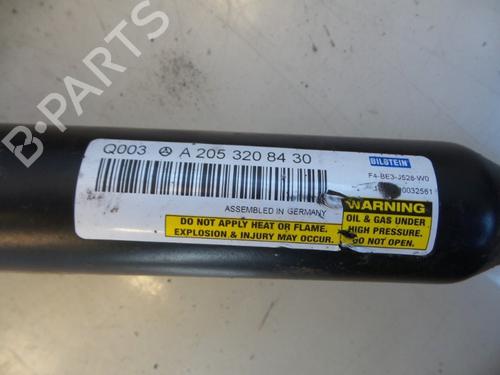 B-PARTS
Q003 A 205 320 84 30
BILSTEIN
F4-BE3-J528-W0
0032561
ASSEMBLED IN GERMANY
WARNING
OIL & GAS UNDER
HIGH PRESSURE.
DO NOT OPEN.
DO NOT APPLY HEAT OR FLAME.
EXPLOSION & INJURY MAY OCCUR.